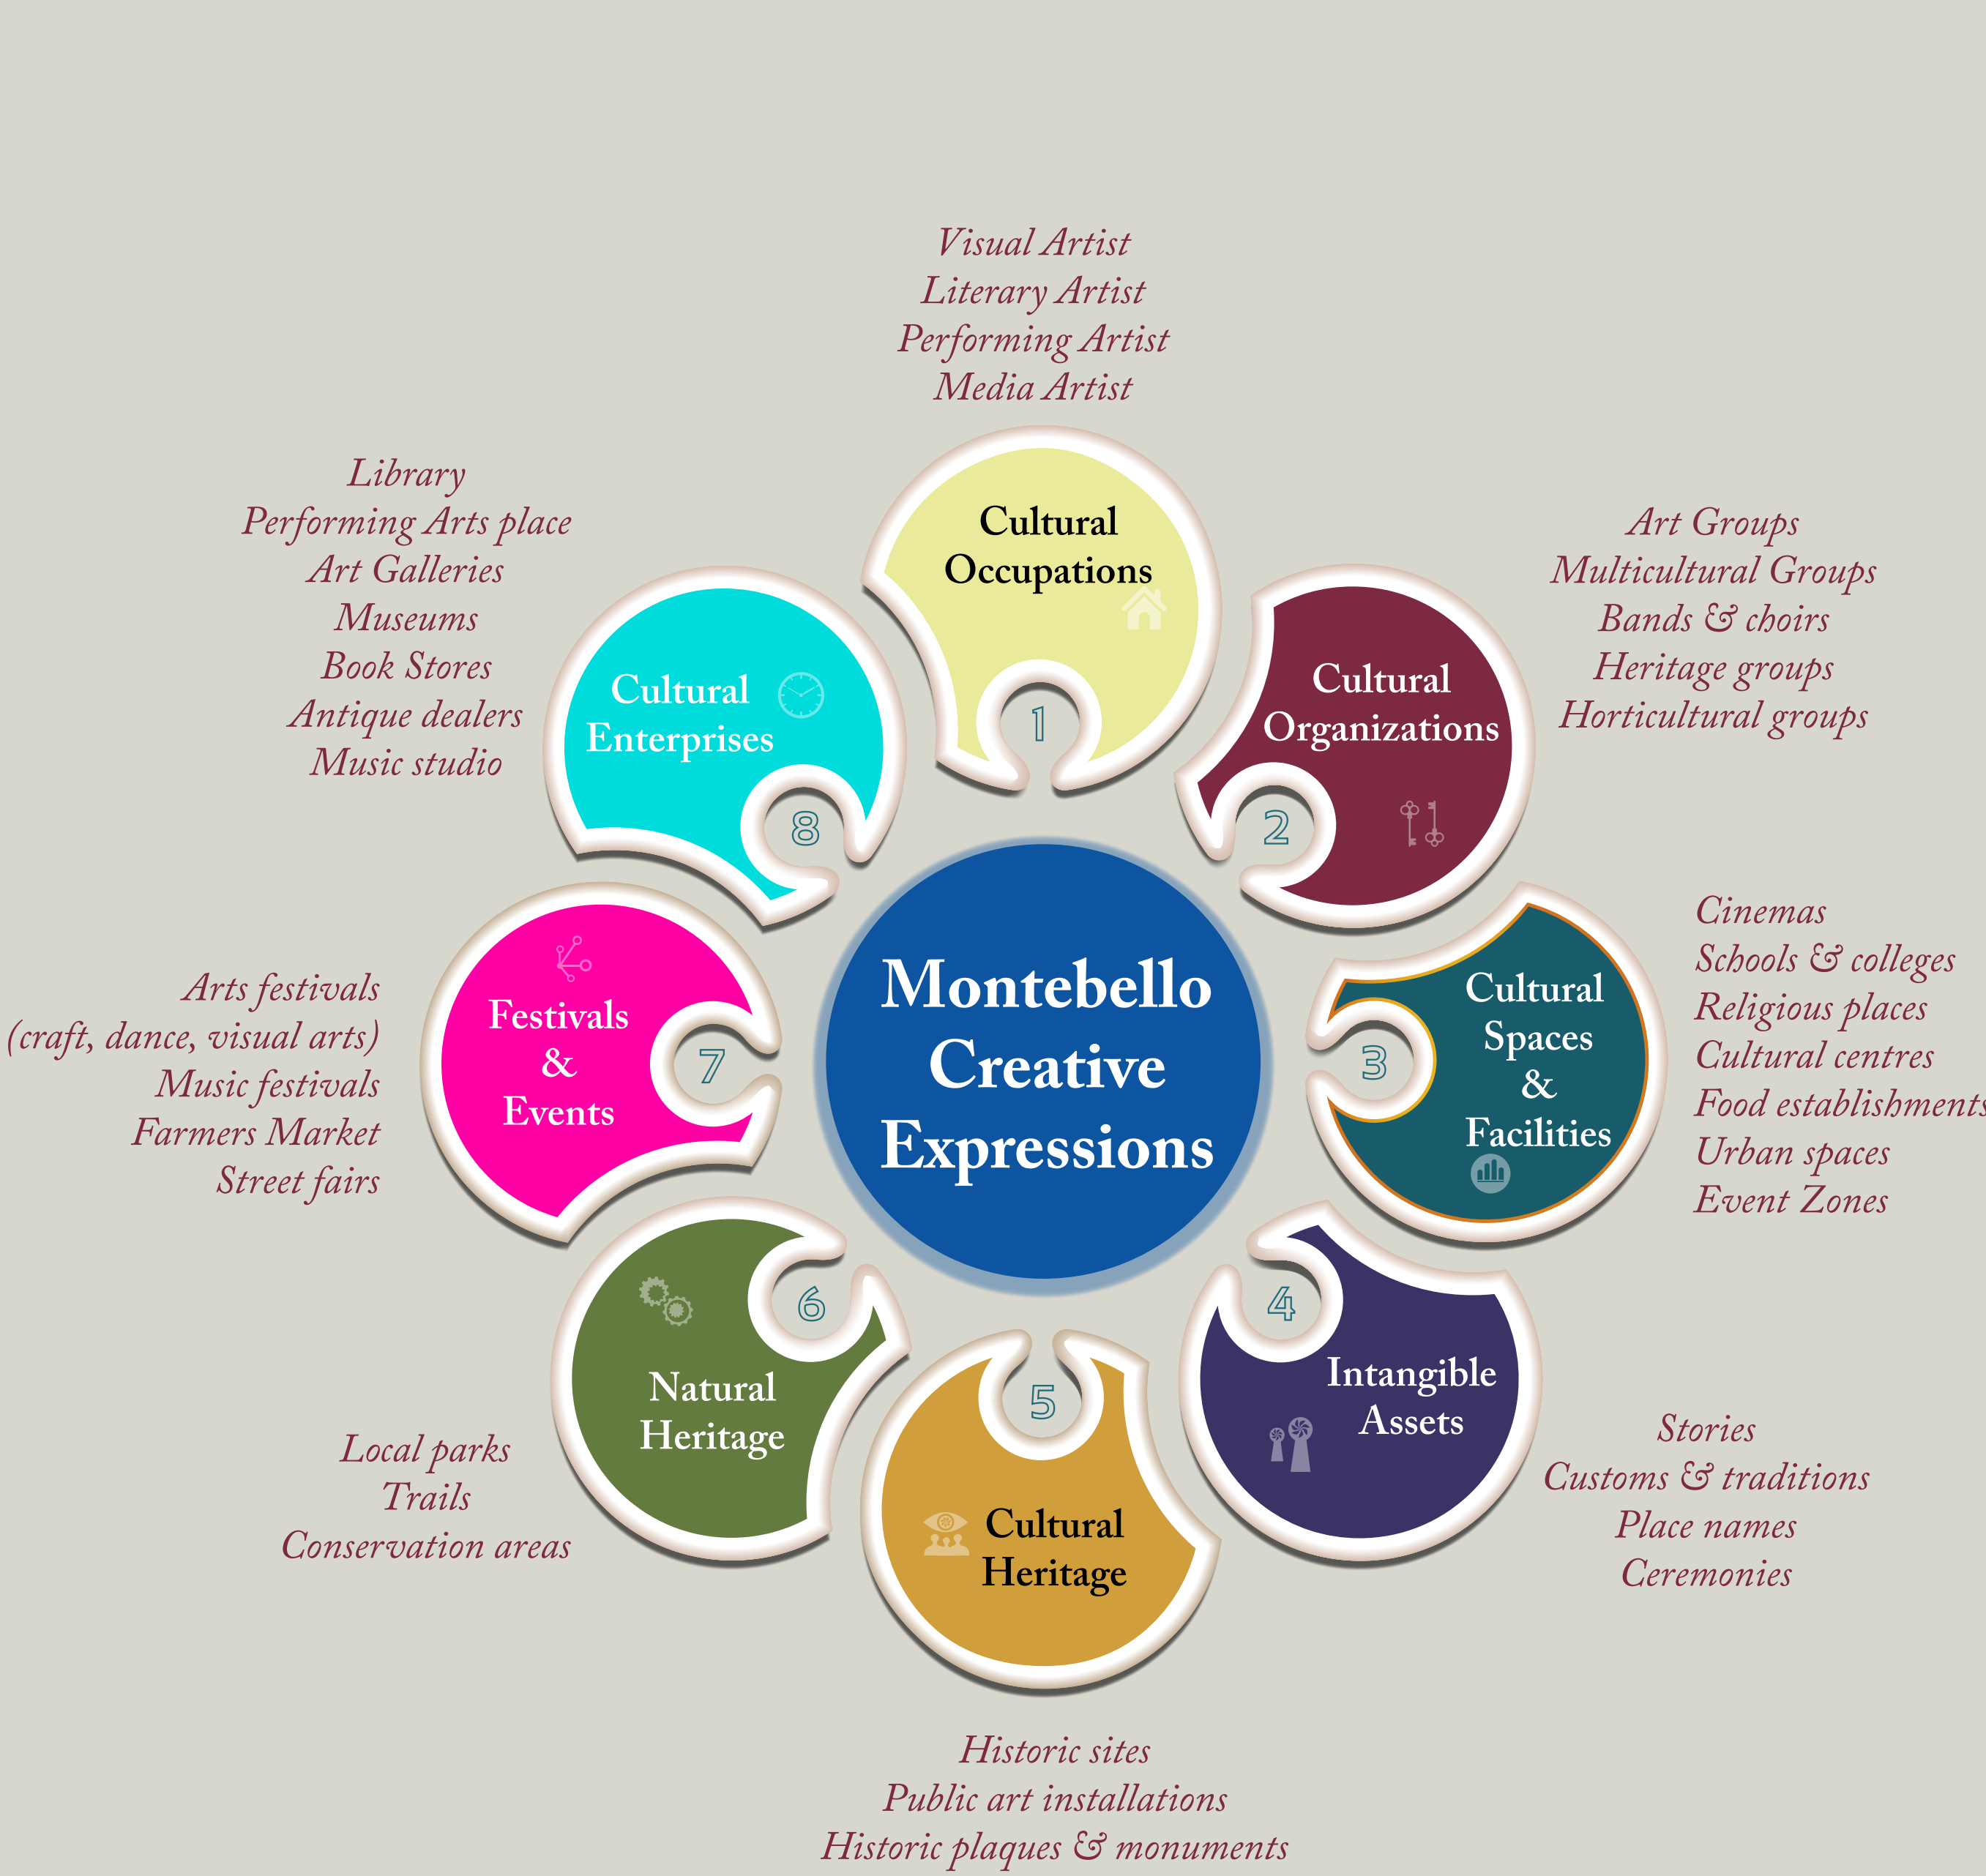 Visual Artist
Literary Artist
Performing Artist
Media Artist
Cultural
Occupations
1
Art Groups
Multicultural Groups
Bands & choirs
Heritage groups
Horticultural groups
Cultural
Organizations
2
Cinemas
Schools & colleges
Religious places
Cultural centres
Food establishments
Urban spaces
Event Zones
Cultural
Spaces
&
Facilities
3
Stories
Customs & traditions
Place names
Ceremonies
Intangible
Assets
4
Cultural
Heritage
5
Historic sites
Public art installations
Historic plaques & monuments
Natural
Heritage
6
Local parks
Trails
Conservation areas
Festivals
&
Events
7
Arts festivals
(craft, dance, visual arts)
Music festivals
Farmers Market
Street fairs
Cultural
Enterprises
8
Library
Performing Arts place
Art Galleries
Museums
Book Stores
Antique dealers
Music studio
Montebello
Creative
Expressions